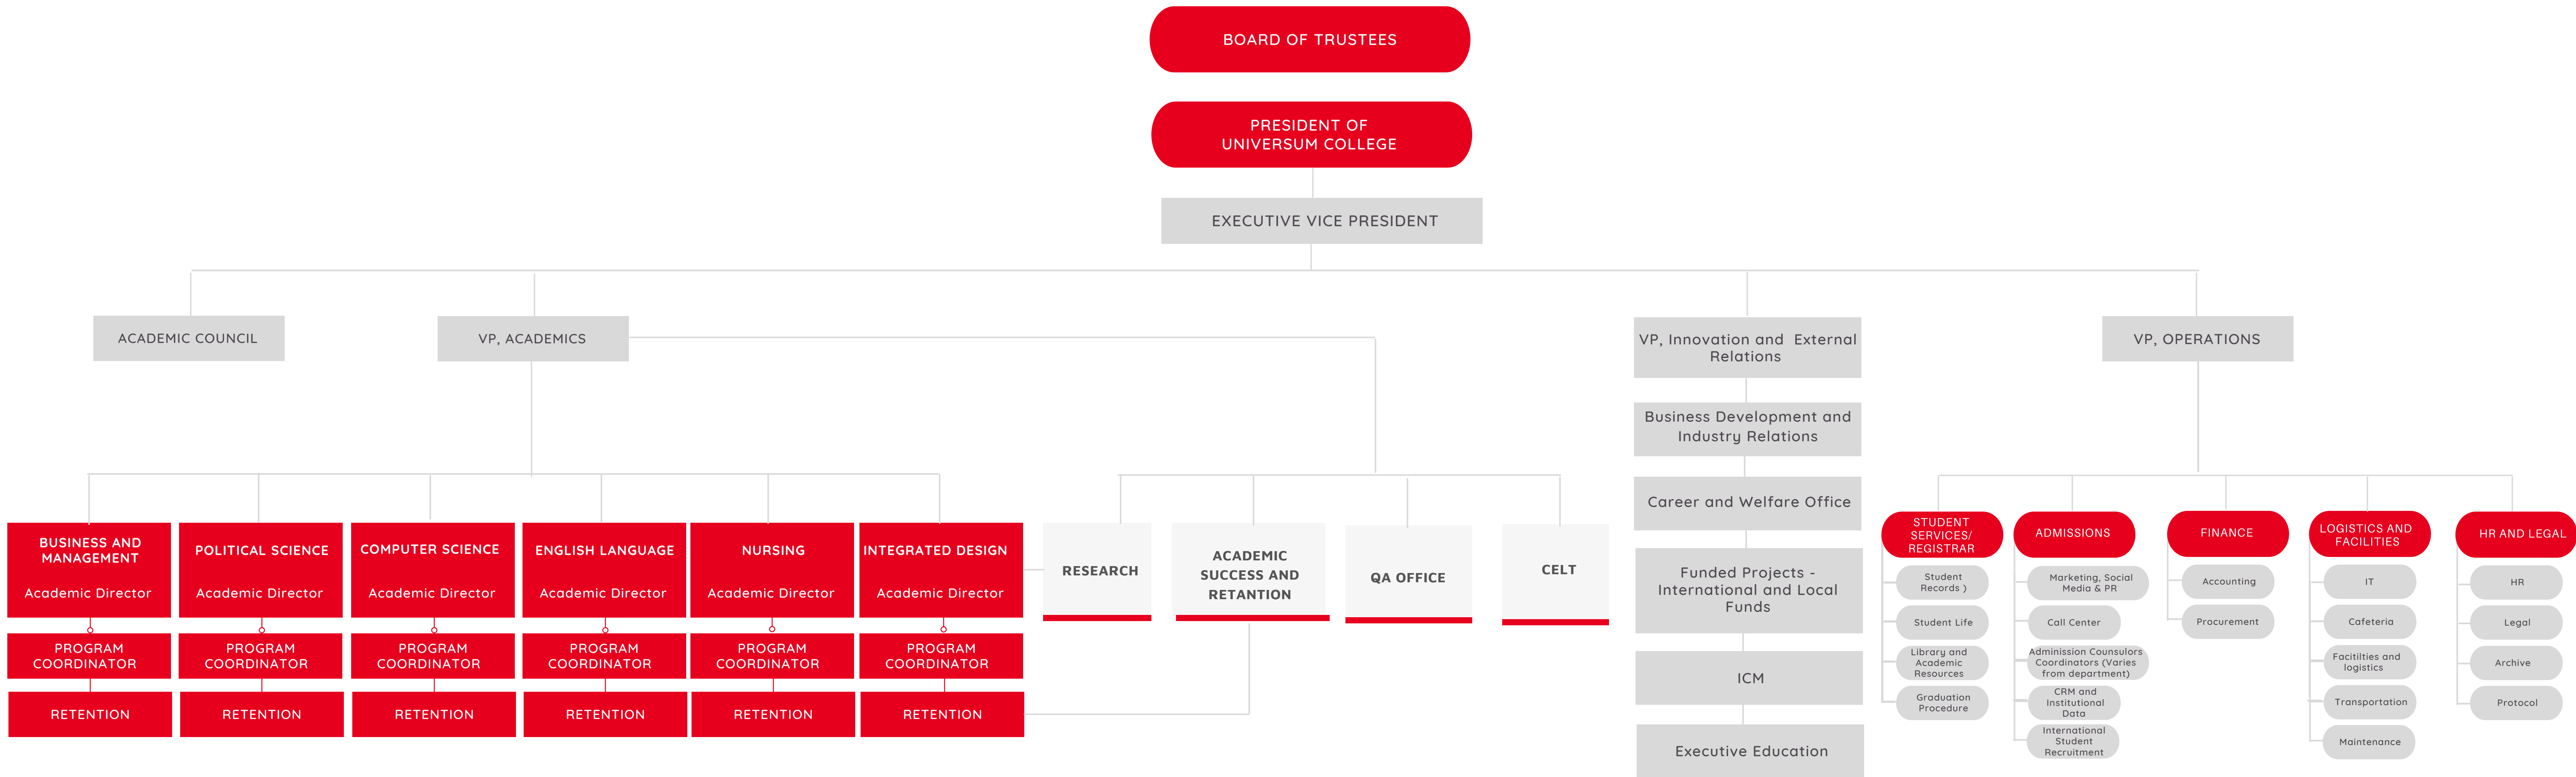 BOARD OF TRUSTEES
PRESIDENT OF
UNIVERSUM COLLEGE
EXECUTIVE VICE PRESIDENT
ACADEMIC COUNCIL
VP, ACADEMICS
VP, Innovation and External
Relations
VP, OPERATIONS
Business Development and
Industry Relations
Career and Welfare Office
Funded Projects -
International and Local
Funds
ICM
Executive Education
BUSINESS AND
MANAGEMENT
Academic Director
PROGRAM
COORDINATOR
RETENTION
POLITICAL SCIENCE
Academic Director
PROGRAM
COORDINATOR
RETENTION
COMPUTER SCIENCE
Academic Director
PROGRAM
COORDINATOR
RETENTION
ENGLISH LANGUAGE
Academic Director
PROGRAM
COORDINATOR
RETENTION
NURSING
Academic Director
PROGRAM
COORDINATOR
RETENTION
INTEGRATED DESIGN
Academic Director
PROGRAM
COORDINATOR
RETENTION
RESEARCH
ACADEMIC
SUCCESS AND
RETANTION
QA OFFICE
CELT
STUDENT
SERVICES/
REGISTRAR
Student
Records )
Student Life
Library and
Academic
Resources
Graduation
Procedure
ADMISSIONS
Marketing, Social
Media & PR
Call Center
Adminission Counsulors
Coordinators (Varies
from department)
CRM and
Institutional
Data
International
Student
Recruitment
FINANCE
Accounting
Procurement
LOGISTICS AND
FACILITIES
IT
Cafeteria
Facitilties and
logistics
Transportation
Maintenance
HR AND LEGAL
HR
Legal
Archive
Protocol